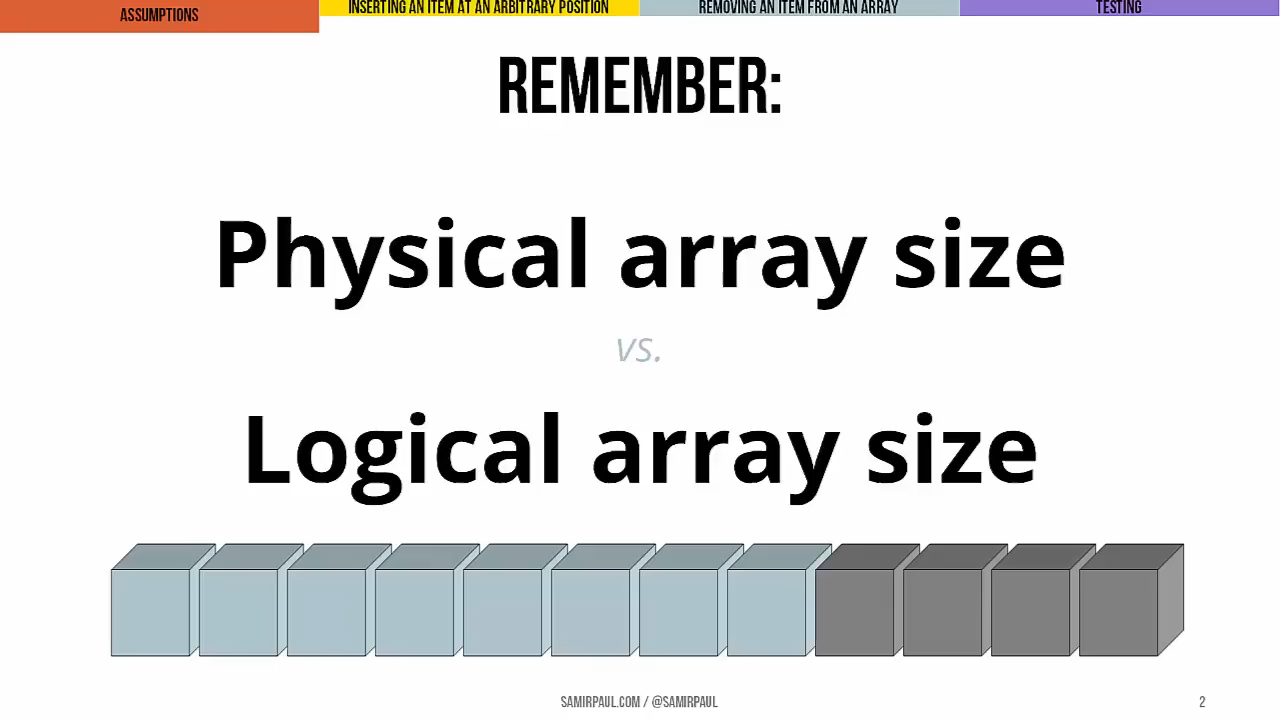 ASSUMPTIONS
INSERTING AN ITEM AT AN ARBITRARY POSITION
REMOVING AN ITEM FROM AN ARRAY
TESTING
REMEMBER:
Physical array size
vs.
Logical array size
SAMIRPAUL.COM / @SAMIRPAUL
2